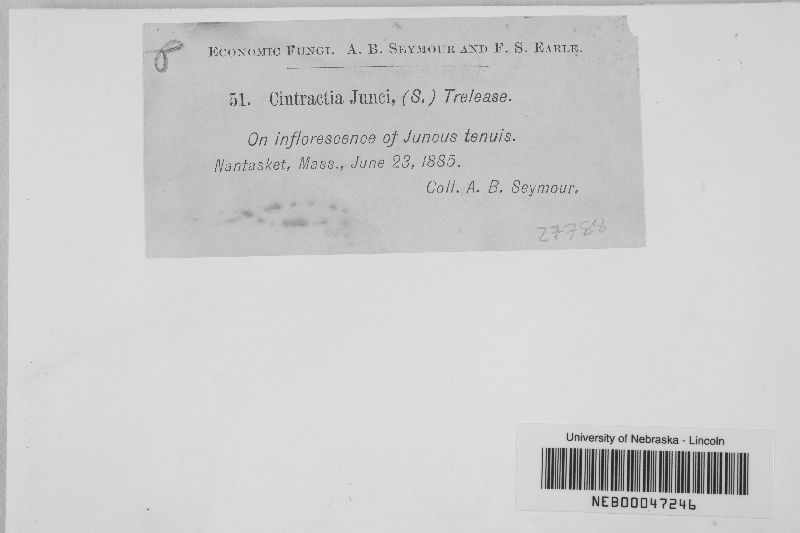 ECONOMIC FUNGI. A. B. SEYMOUR AND F. S. EARLE.
51. Cintractia Junci, (S.) Trelease.
On inflorescence of Juncus tenuis.
Nantasket, Mass., June 23, 1885.
Coll. A. B. Seymour.
27788
University of Nebraska - Lincoln
NEB00047246